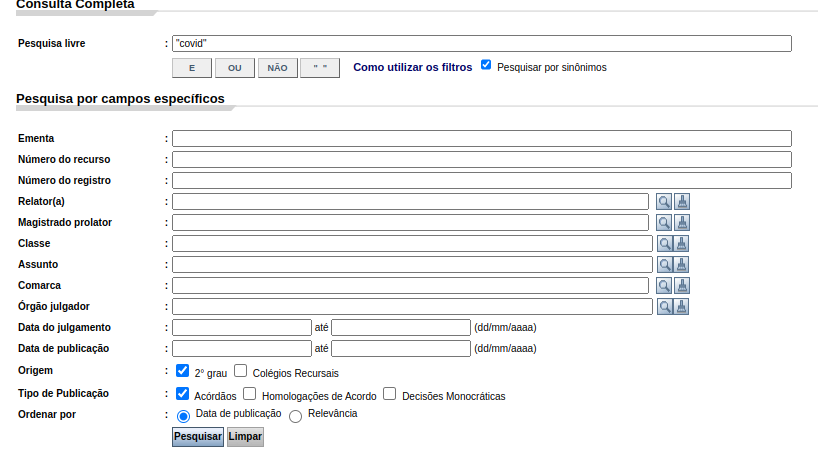 Consulta Completa
Pesquisa livre : "covid"
E OU NÃO " " Como utilizar os filtros Pesquisar por sinônimos
Pesquisa por campos específicos
Ementa :
Número do recurso :
Número do registro :
Relator(a) :
Magistrado prolator :
Classe :
Assunto :
Comarca :
Órgão julgador :
Data do julgamento : até (dd/mm/aaaa)
Data de publicação : até (dd/mm/aaaa)
Origem : 2° grau Colégios Recursais
Tipo de Publicação : Acórdãos Homologações de Acordo Decisões Monocráticas
Ordenar por : Data de publicação Relevância
Pesquisar Limpar